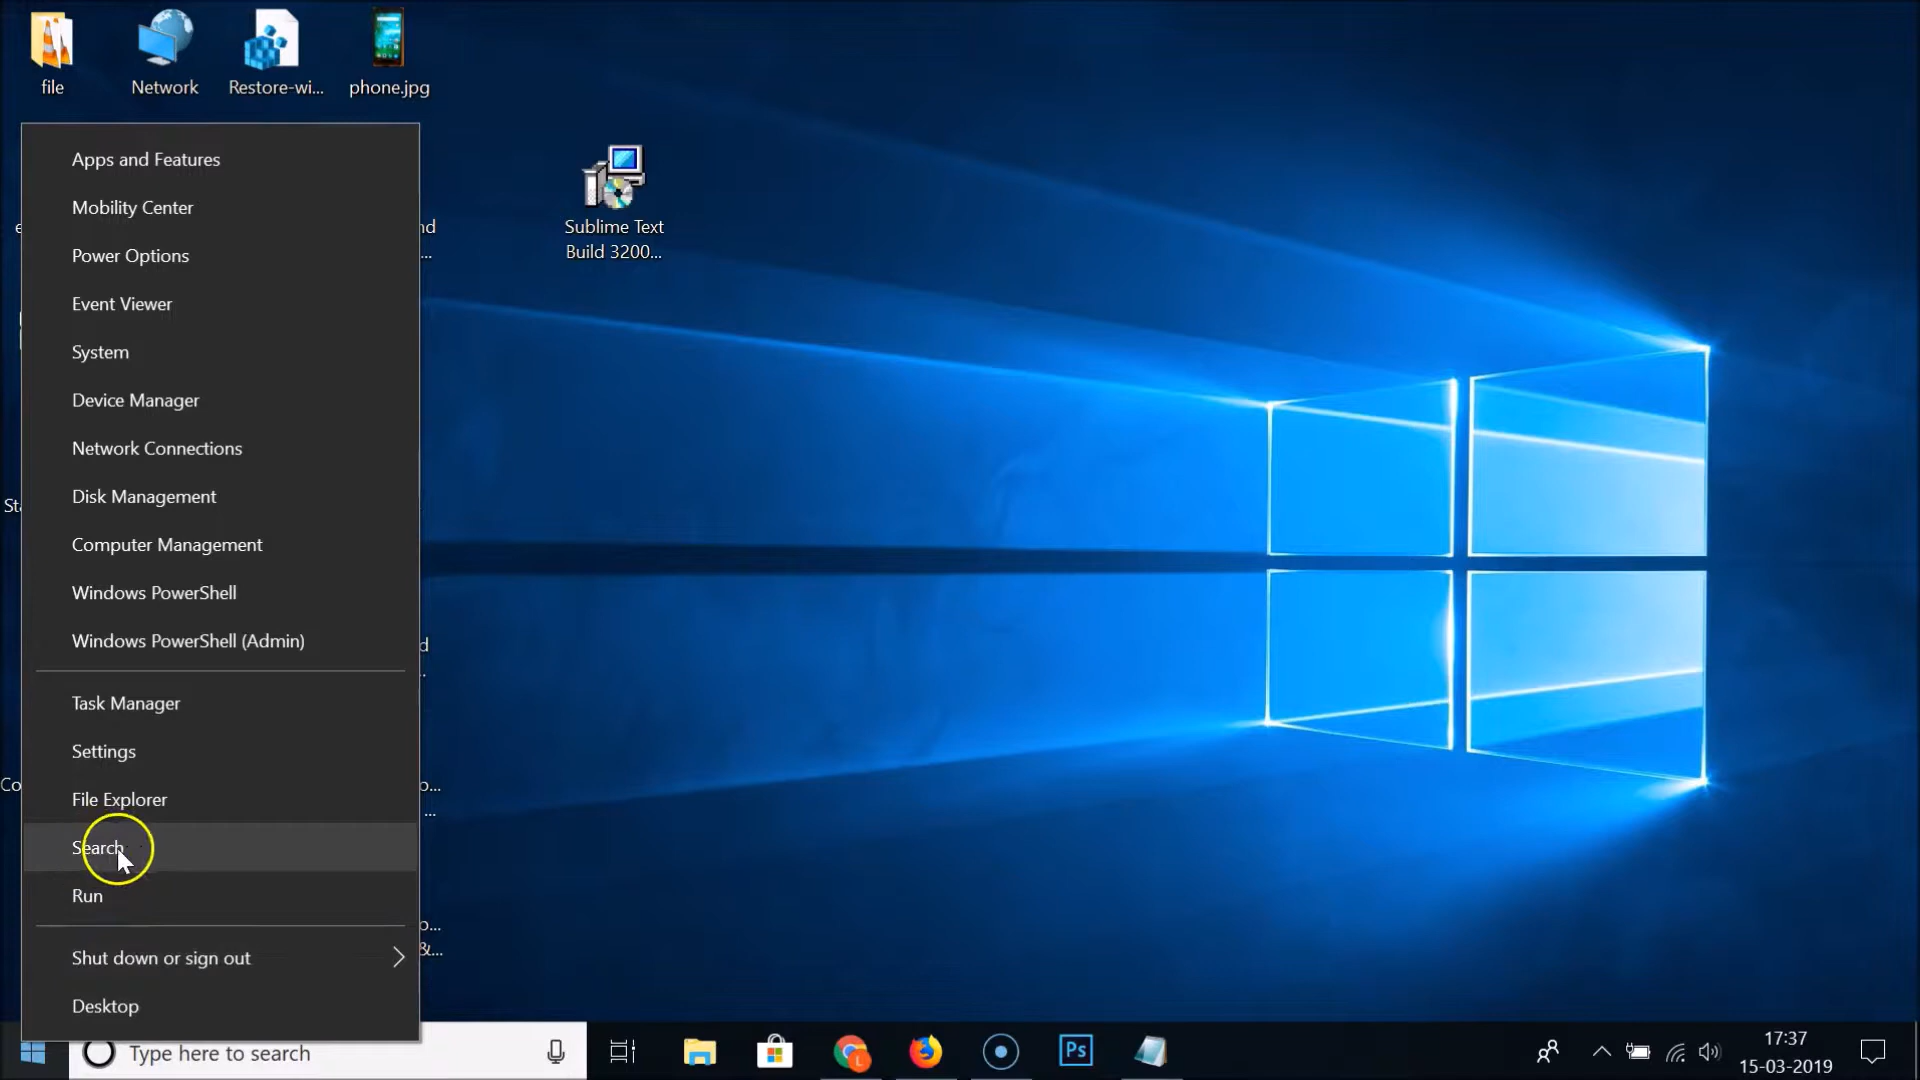 file
Network
Restore-wi...
phone.jpg
Apps and Features
Mobility Center
Power Options
Event Viewer
System
Device Manager
Network Connections
Disk Management
Computer Management
Windows PowerShell
Windows PowerShell (Admin)
Task Manager
Settings
File Explorer
Search
Run
Shut down or sign out
Desktop
Sublime Text
Build 3200...
Type here to search
L
Ps
17:37
15-03-2019